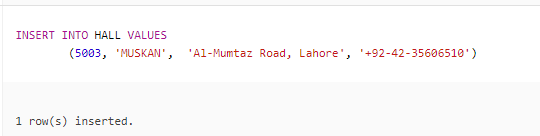 INSERT INTO HALL VALUES
(5003, 'MUSKAN', 'Al-Mumtaz Road, Lahore', '+92-42-35606510')
1 row(s) inserted.